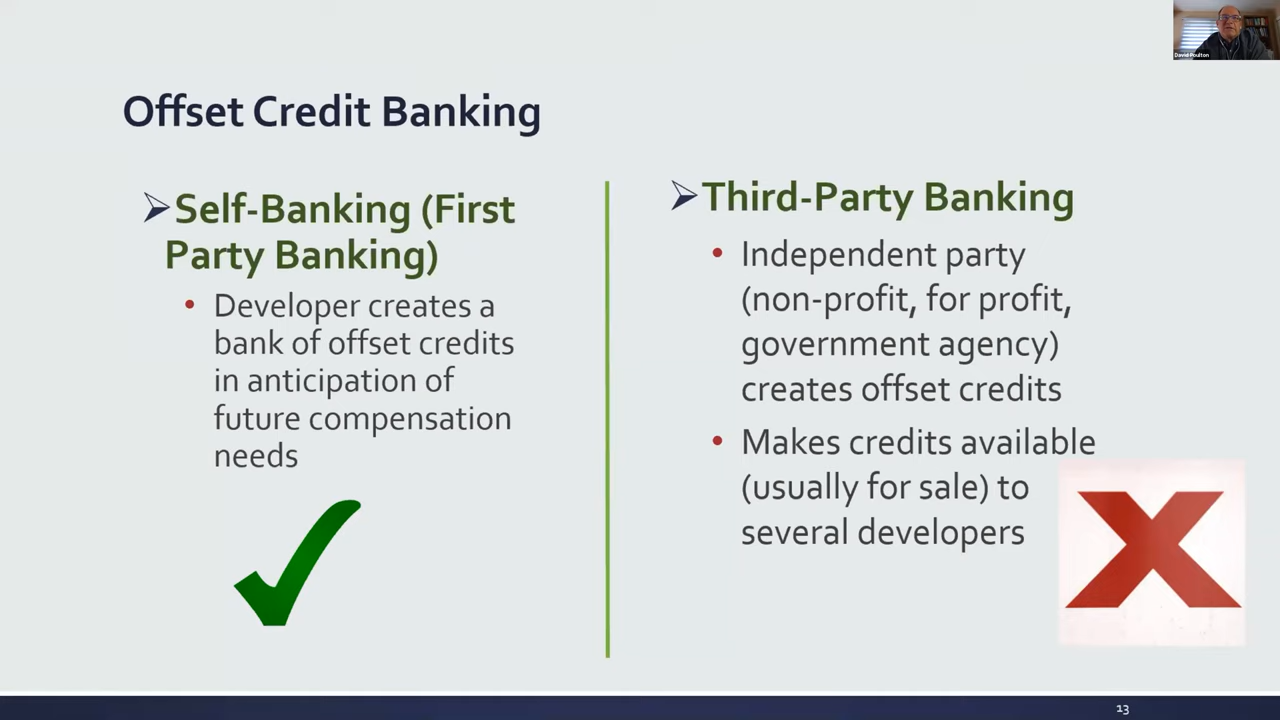 David Poulton
Offset Credit Banking
➢Self-Banking (First
Party Banking)
• Developer creates a
bank of offset credits
in anticipation of
future compensation
needs
➢Third-Party Banking
• Independent party
(non-profit, for profit,
government agency)
creates offset credits
• Makes credits available
(usually for sale) to
several developers
13